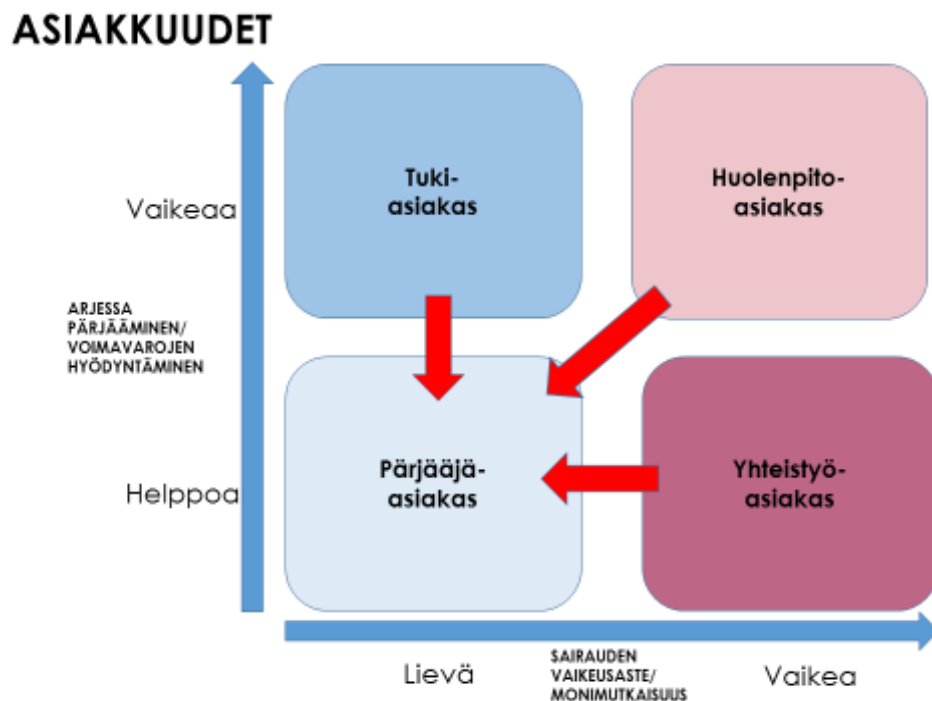 ASIAKKUUDET
Tuki-
asiakas
Huolenpito-
asiakas
Vaikeaa
ARJESSA
PÄRJÄÄMINEN/
VOIMAVAROJEN
HYÖDYNTÄMINEN
Pärjääjä-
asiakas
Yhteistyö-
asiakas
Helppoa
Lievä
SAIRAUDEN
VAIKEUSASTE/
MONIMUTKAISUUS
Vaikea